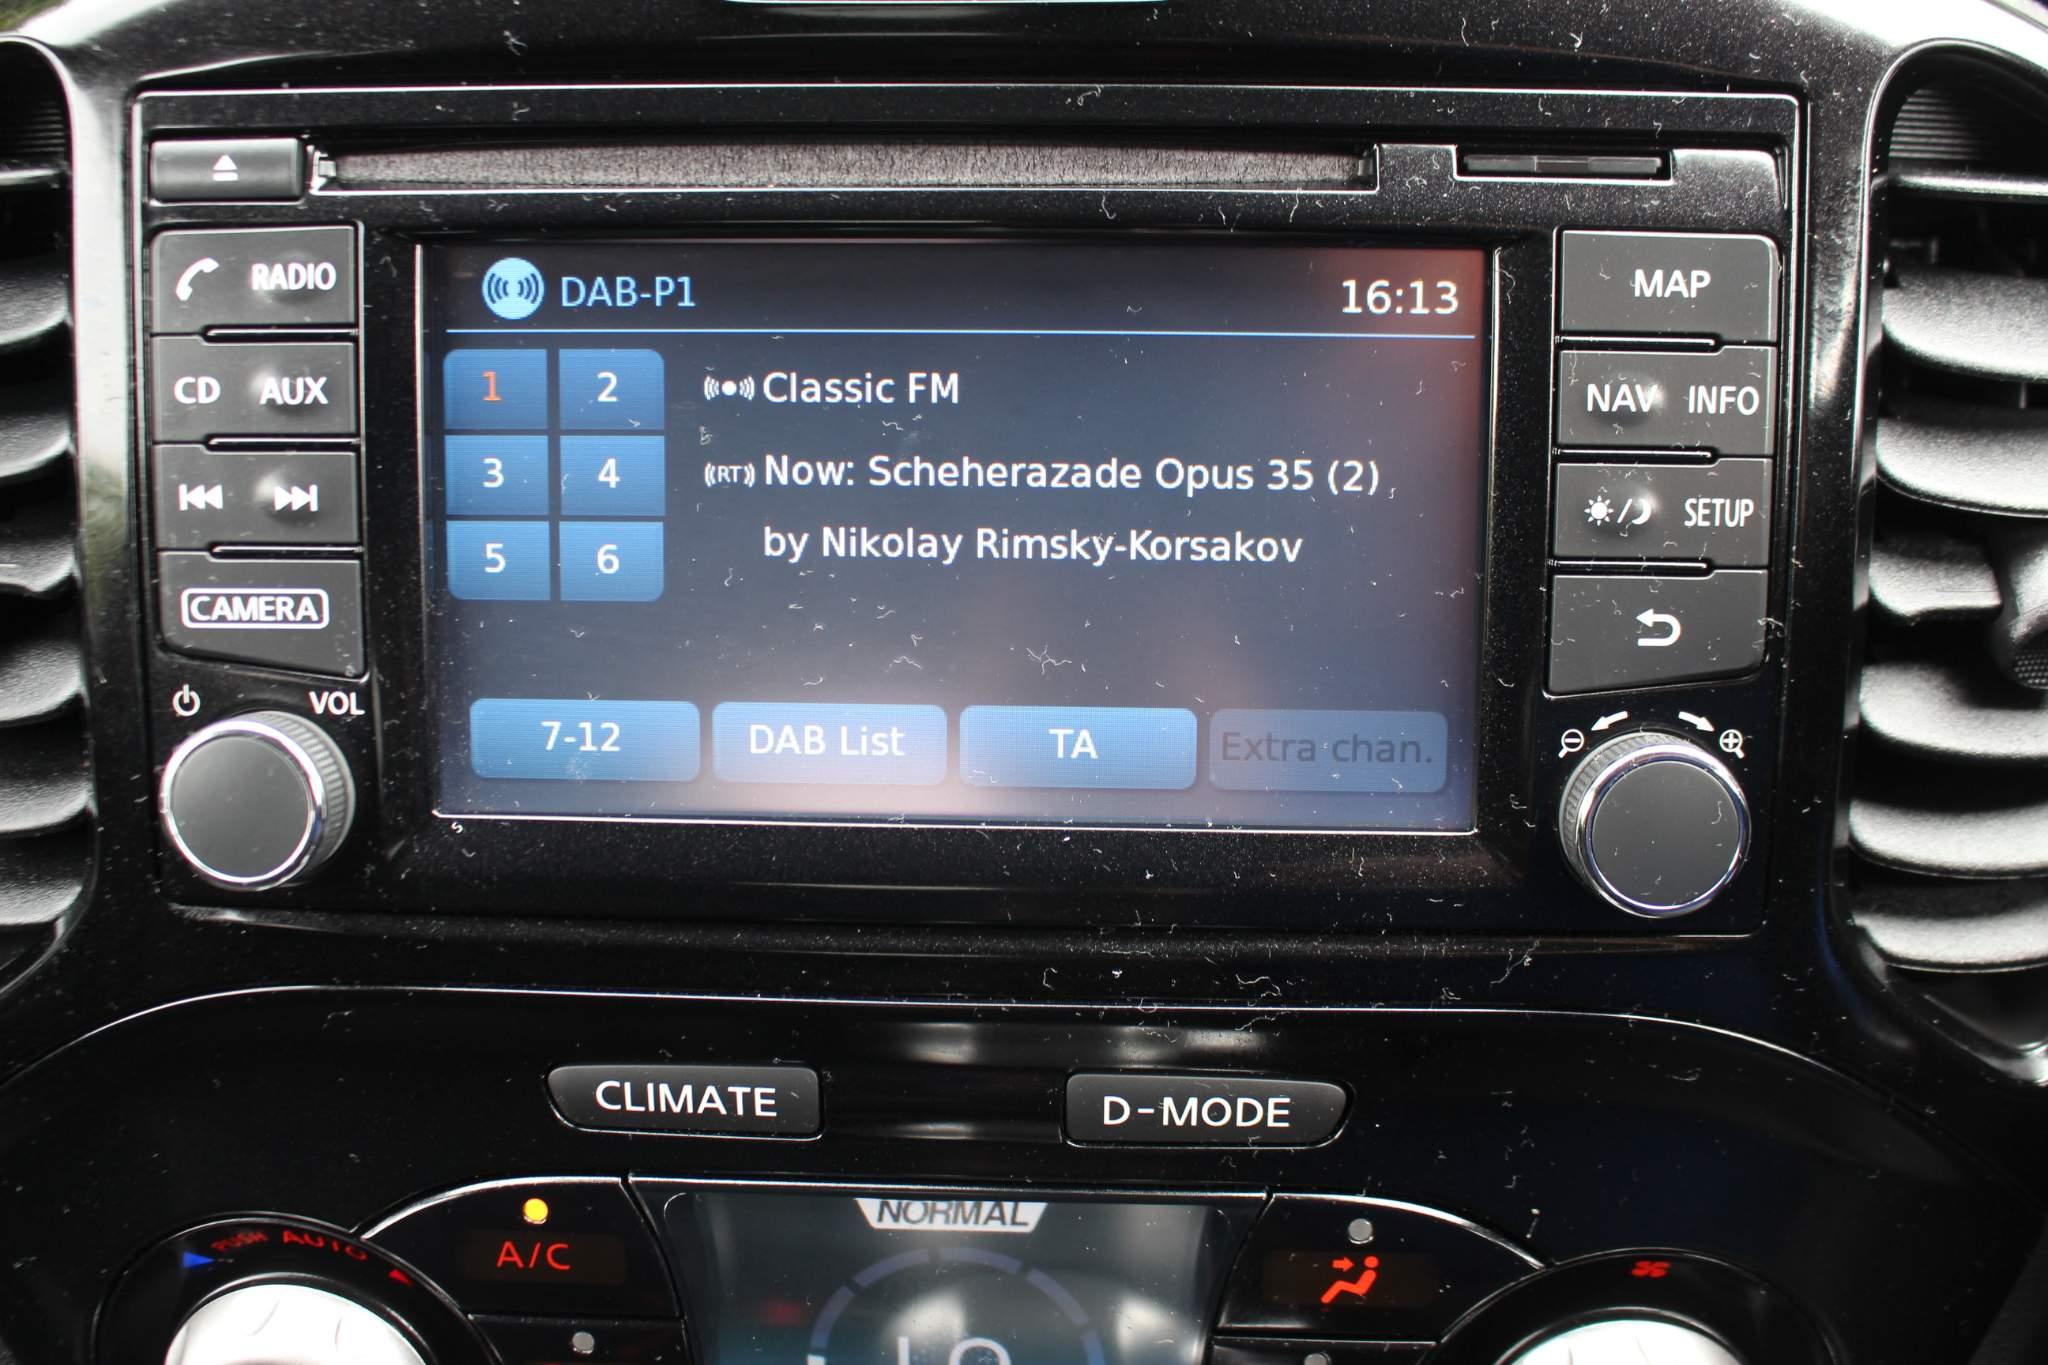 RADIO
CD AUX
CAMERA
VOL
DAB-P1 16:13
1 2 Classic FM
3 4 RT Now: Scheherazade Opus 35 (2)
by Nikolay Rimsky-Korsakov
5 6
7-12 DAB List TA Extra chan.
MAP
NAV INFO
SETUP
CLIMATE D-MODE
NORMAL
PUSH AUTO
A/C